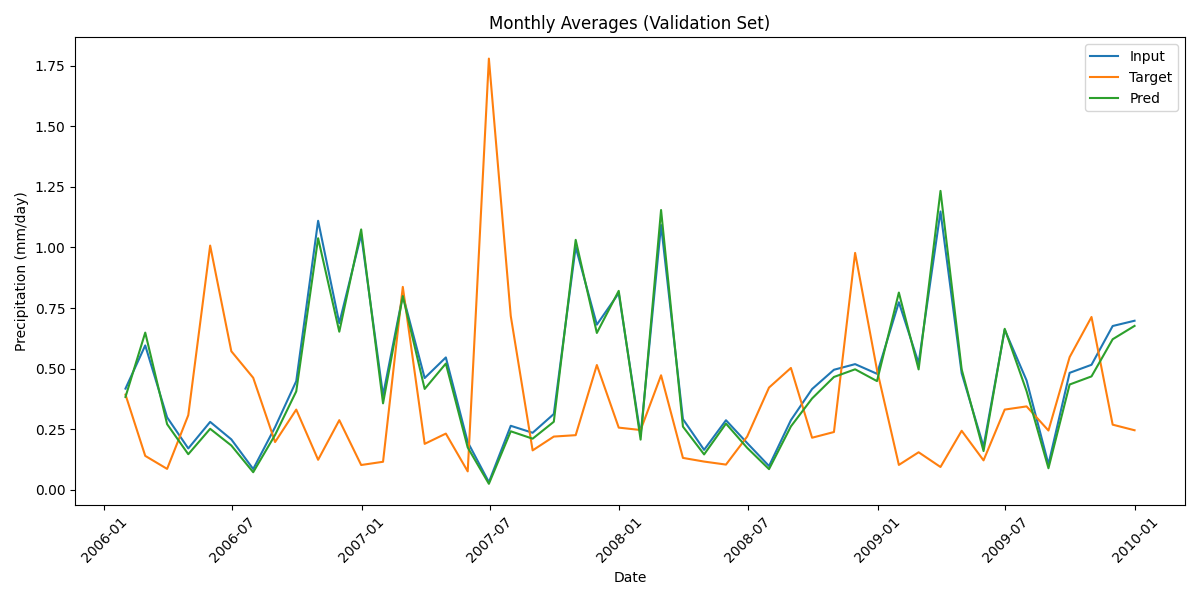 Monthly Averages (Validation Set)
Input
Target
Pred
Precipitation (mm/day)
1.75
1.50
1.25
1.00
0.75
0.50
0.25
0.00
2006-01
2006-07
2007-01
2007-07
2008-01
2008-07
2009-01
2009-07
2010-01
Date